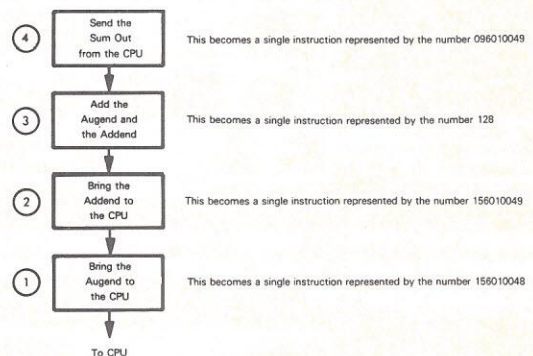 4
Send the
Sum Out
from the CPU
This becomes a single instruction represented by the number 096010049
3
Add the
Augend and
the Addend
This becomes a single instruction represented by the number 128
2
Bring the
Addend to
the CPU
This becomes a single instruction represented by the number 156010049
1
Bring the
Augend to
the CPU
This becomes a single instruction represented by the number 156010048
To CPU